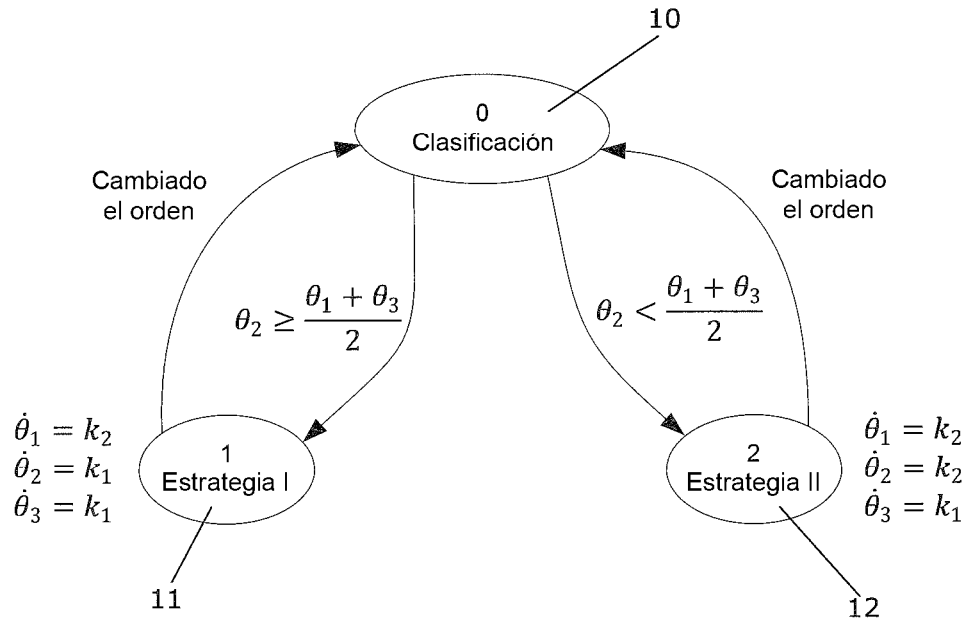 10
0
Clasificación
Cambiado
el orden
Cambiado
el orden
θ₂ ≥ (θ₁ + θ₃)/2
θ₂ < (θ₁ + θ₃)/2
θ̇₁ = k₂
θ̇₂ = k₁
θ̇₃ = k₁
1
Estrategia I
2
Estrategia II
θ̇₁ = k₂
θ̇₂ = k₂
θ̇₃ = k₁
11
12